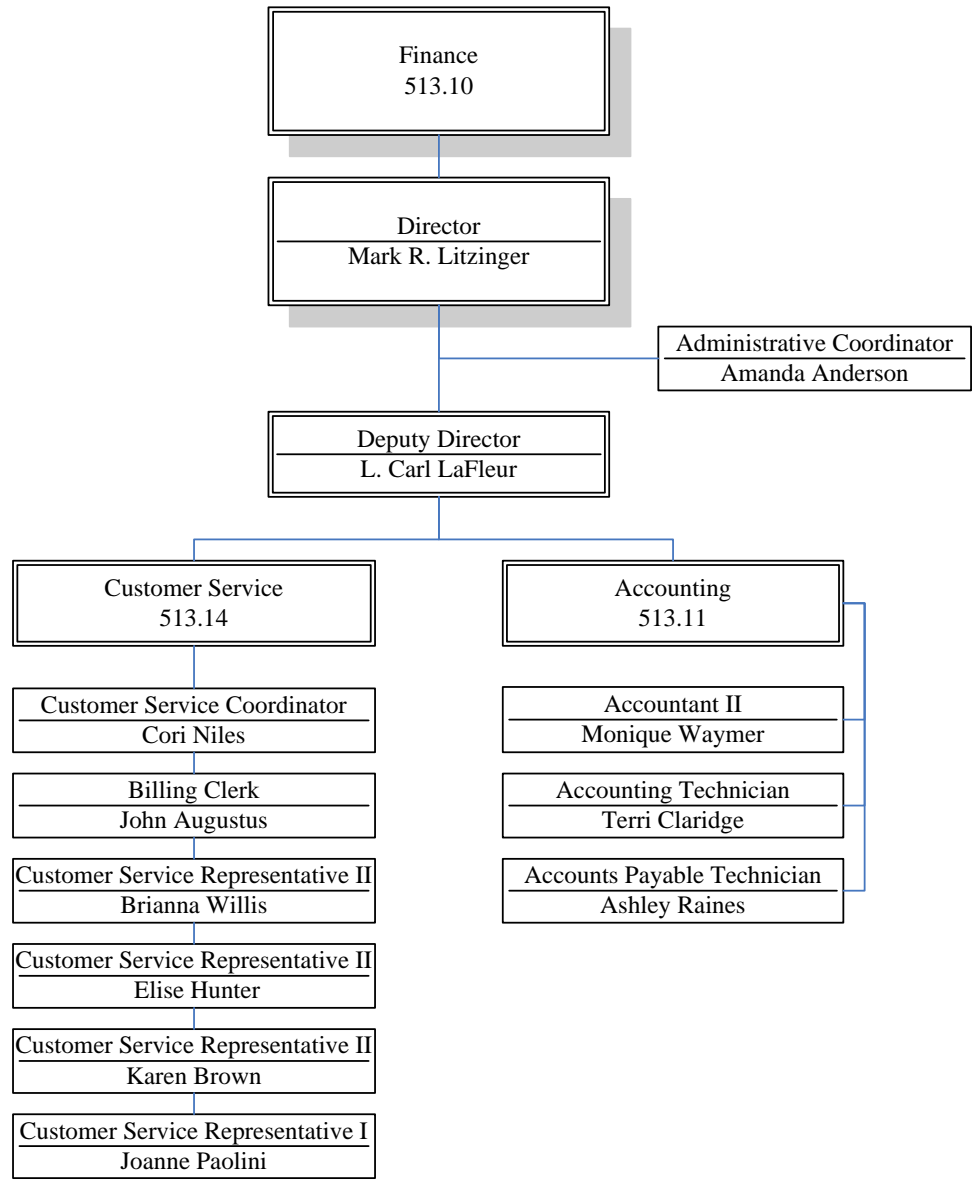 Finance
513.10
Director
Mark R. Litzinger
Administrative Coordinator
Amanda Anderson
Deputy Director
L. Carl LaFleur
Customer Service
513.14
Customer Service Coordinator
Cori Niles
Billing Clerk
John Augustus
Customer Service Representative II
Brianna Willis
Customer Service Representative II
Elise Hunter
Customer Service Representative II
Karen Brown
Customer Service Representative I
Joanne Paolini
Accounting
513.11
Accountant II
Monique Waymer
Accounting Technician
Terri Claridge
Accounts Payable Technician
Ashley Raines